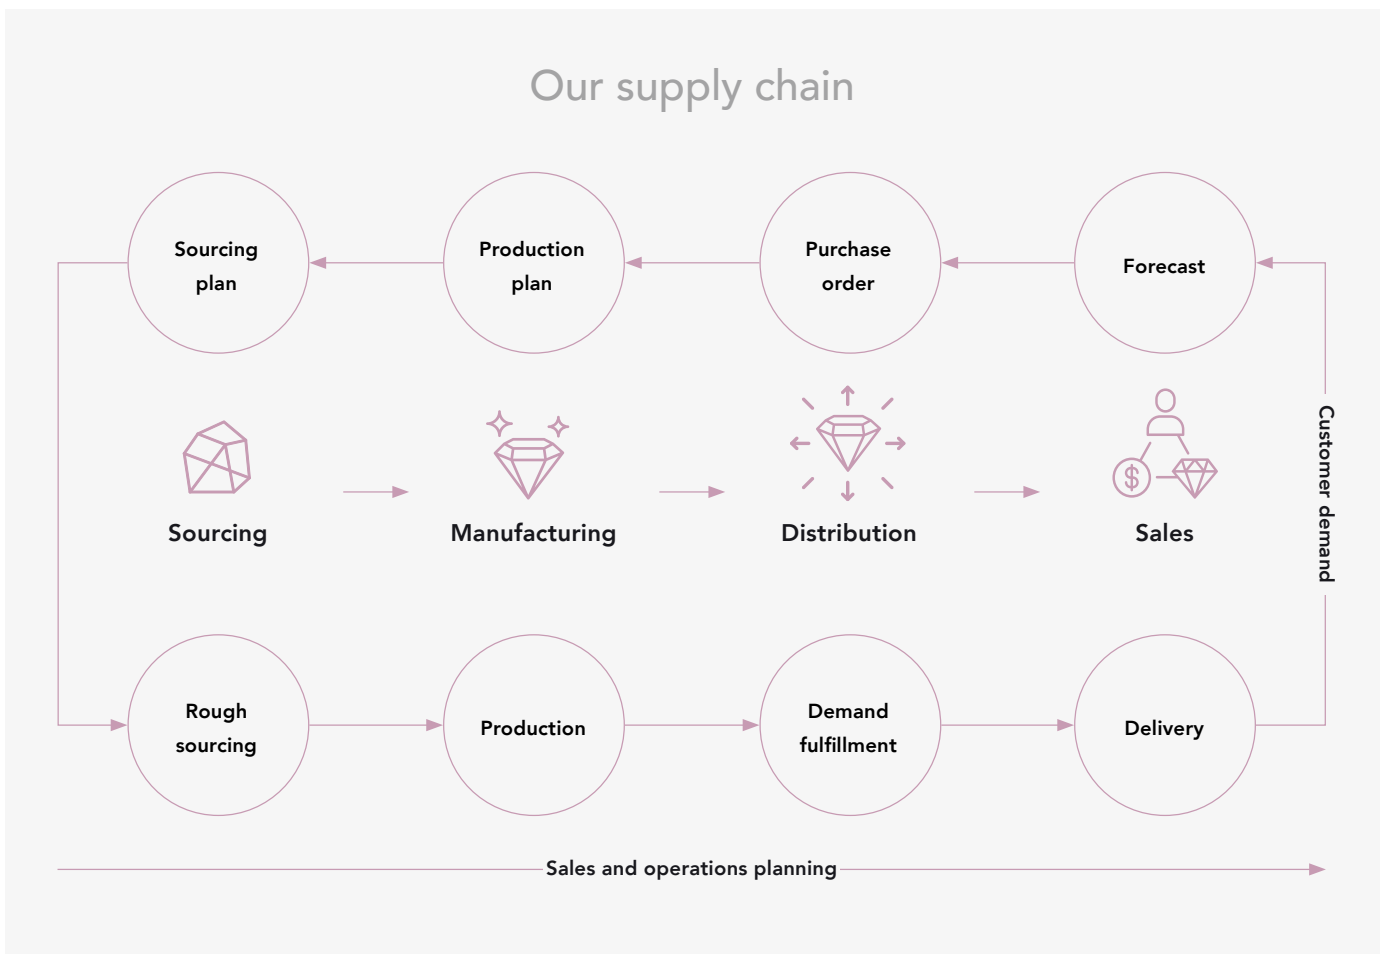 Our supply chain
Sourcing
plan
Production
plan
Purchase
order
Forecast
Sourcing
Manufacturing
Distribution
Sales
Customer demand
Rough
sourcing
Production
Demand
fulfillment
Delivery
Sales and operations planning